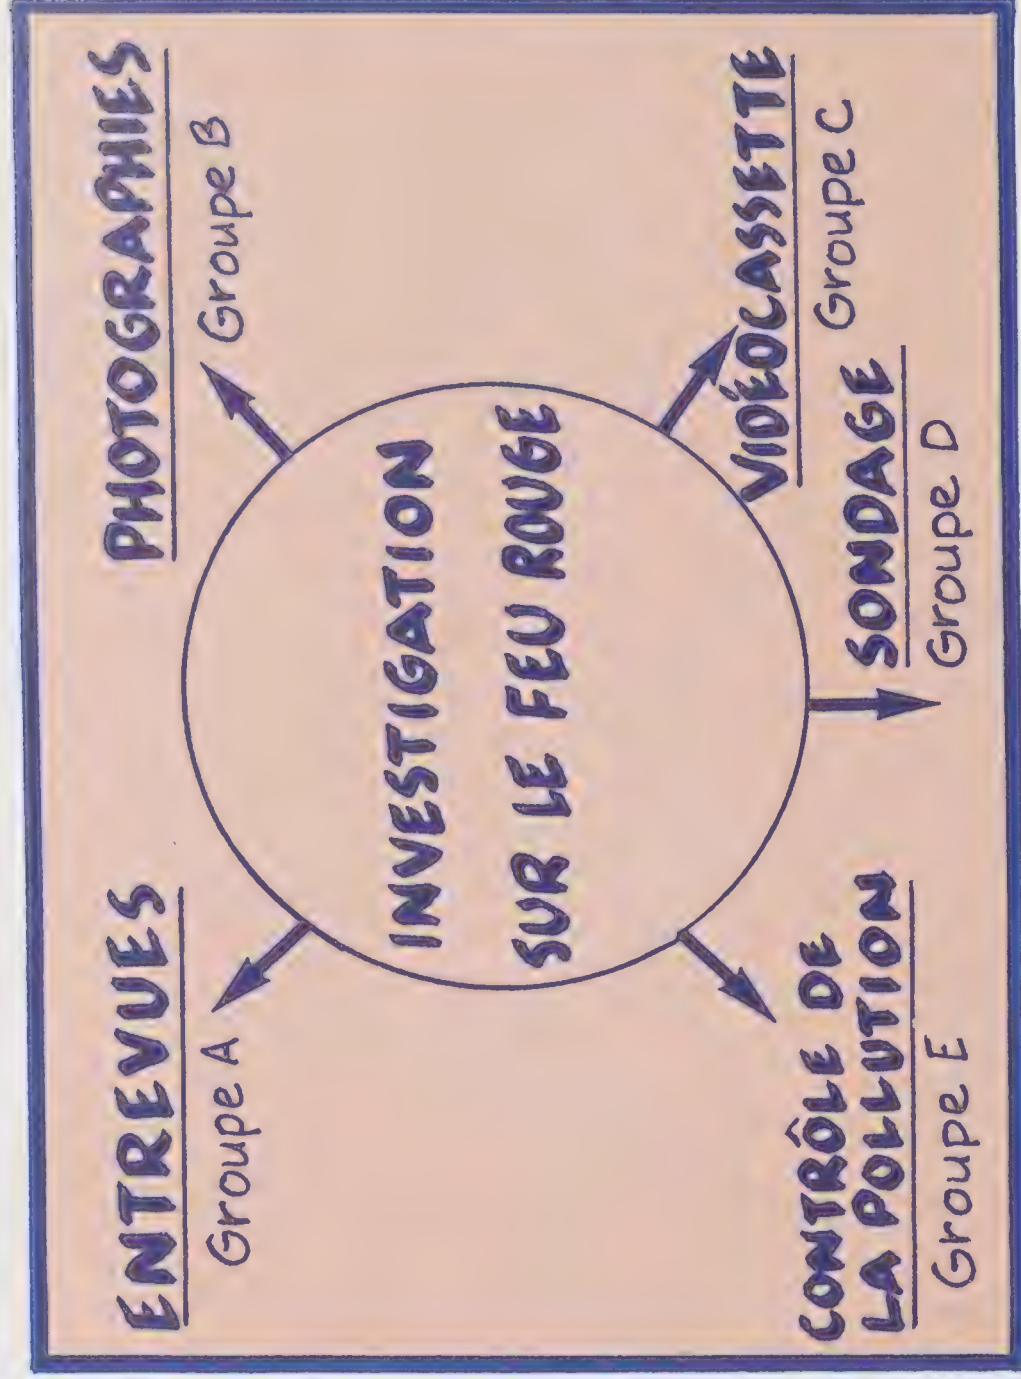 ENTREVUES
Groupe A
PHOTOGRAPHIES
Groupe B
INVESTIGATION
SUR LE FEU ROUGE
VIDÉOCASSETTE
Groupe C
SONDAGE
Groupe D
CONTRÔLE DE
LA POLLUTION
Groupe E